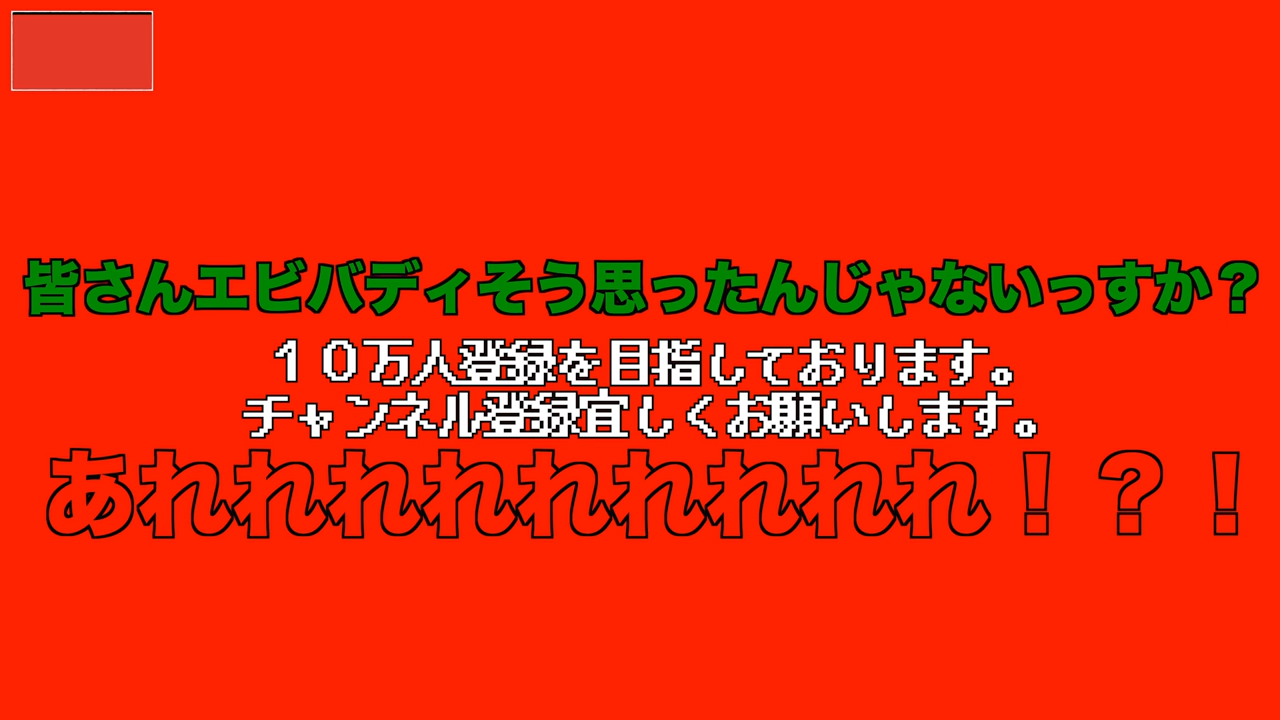 皆さんエビバディそう思ったんじゃないっすか？
１０万人登録を目指しております。
チャンネル登録宜しくお願いします。
あれれれれれれれれれ！？！